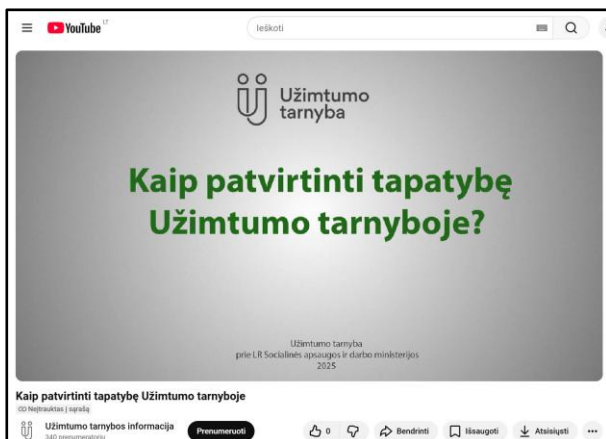 YouTube LT
Ieškoti
Užimtumo
tarnyba
Kaip patvirtinti tapatybę
Užimtumo tarnyboje?
Užimtumo tarnyba
prie LR Socialinės apsaugos ir darbo ministerijos
2025
Kaip patvirtinti tapatybę Užimtumo tarnyboje
Neįtrauktas į sąrašą
Užimtumo tarnybos informacija
340 prenumeratorių
Prenumeruoti
0
Bendrinti
Išsaugoti
Atsisiųsti